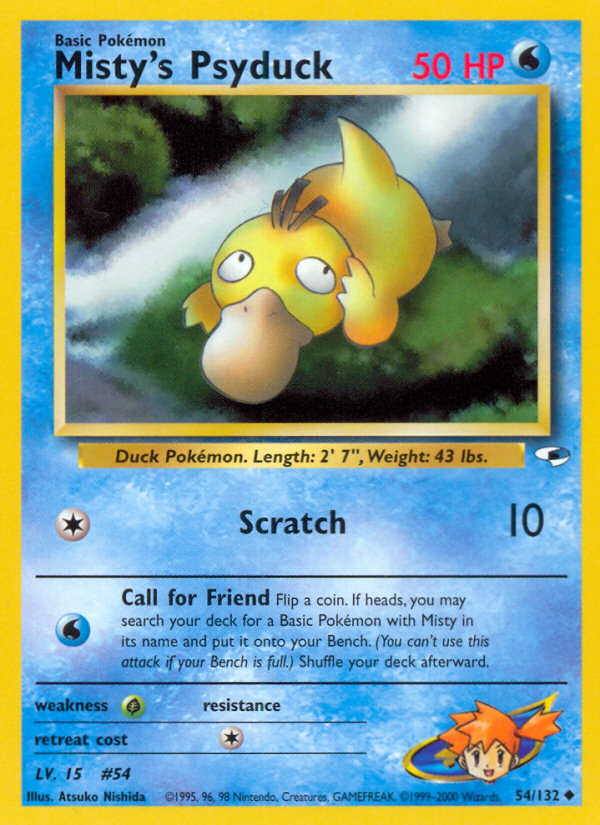 Basic Pokémon
Misty's Psyduck 50 HP
Duck Pokémon. Length: 2' 7", Weight: 43 lbs.
Scratch 10
Call for Friend Flip a coin. If heads, you may
search your deck for a Basic Pokémon with Misty in
its name and put it onto your Bench. (You can't use this
attack if your Bench is full.) Shuffle your deck afterward.
weakness resistance
retreat cost
LV. 15 #54
Illus. Atsuko Nishida ©1995, 96, 98 Nintendo, Creatures, GAMEFREAK. ©1999-2000 Wizards. 54/132